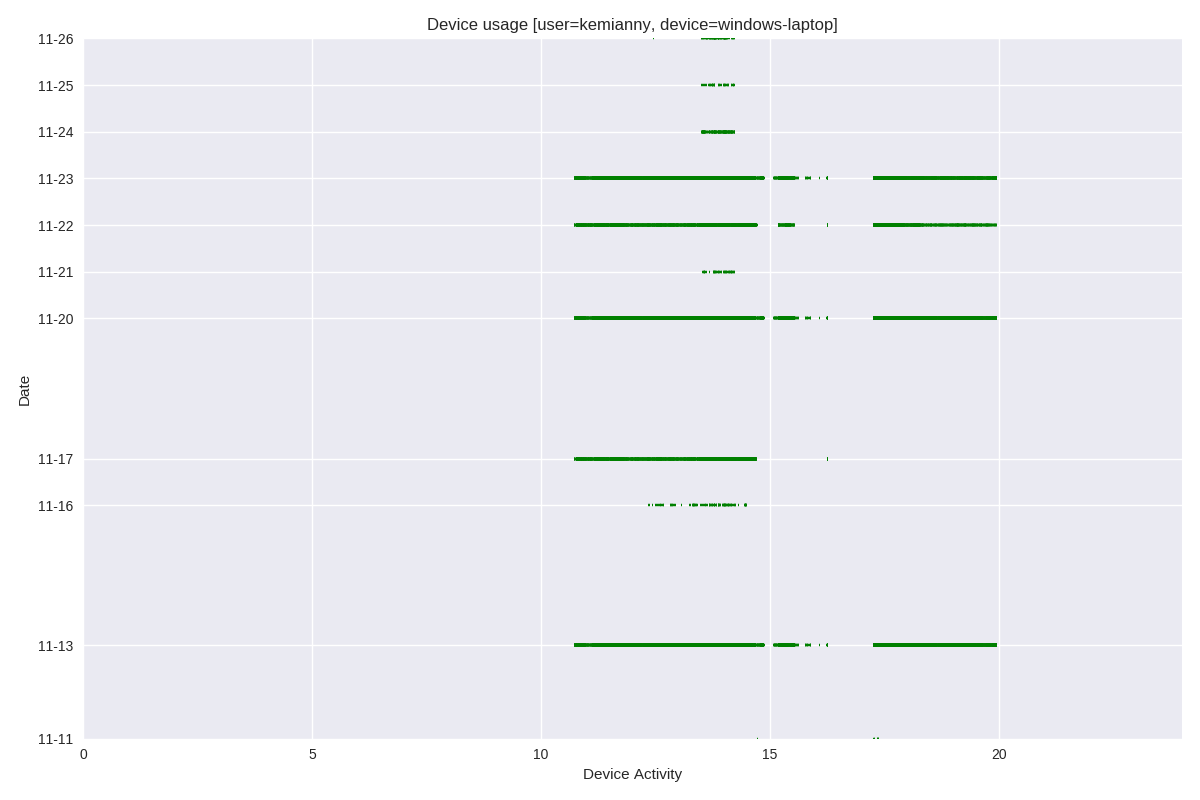 Device usage [user=kemianny, device=windows-laptop]
11-26
11-25
11-24
11-23
11-22
11-21
11-20
Date
11-17
11-16
11-13
11-11
0 5 10 15 20
Device Activity